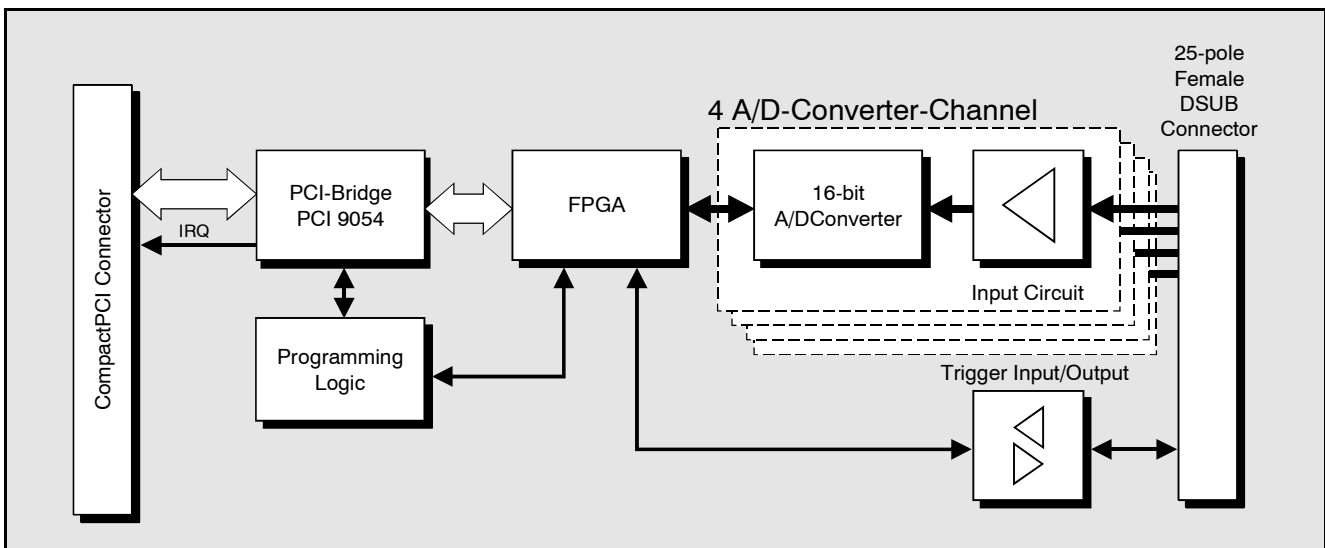 25-pole
Female
DSUB
Connector
4 A/D-Converter-Channel
CompactPCI Connector
PCI-Bridge
PCI 9054
IRQ
FPGA
16-bit
A/DConverter
Input Circuit
Programming
Logic
Trigger Input/Output